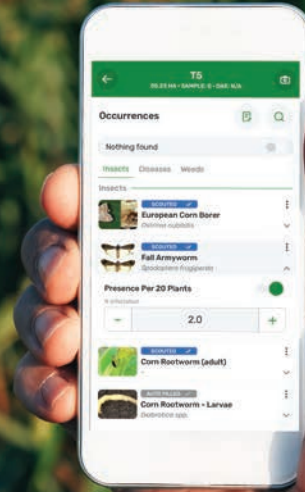 T5
Occurrences
Nothing found
Insects Diseases Weeds
Insects
SCOUTED
European Corn Borer
Ostrinia nubilalis
SCOUTED
Fall Armyworm
Spodoptera frugiperda
Presence Per 20 Plants
- 2.0 +
SCOUTED
Corn Rootworm (adult)
-
AUTO FILLED
Corn Rootworm - Larvae
Diabrotica spp.